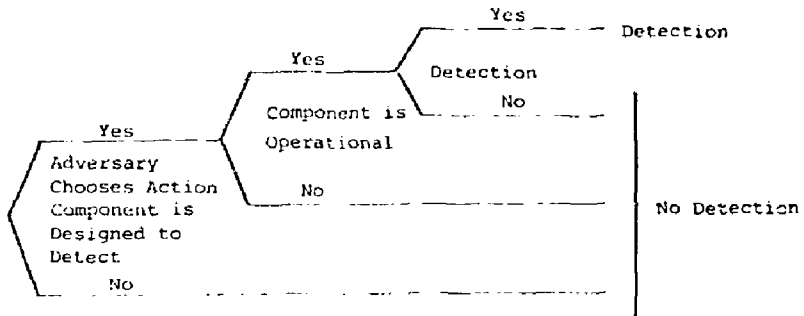 Yes
Detection
Yes
Detection
No
Component is
Operational
Yes
Adversary
Chooses Action
Component is
Designed to
Detect
No
No Detection
No